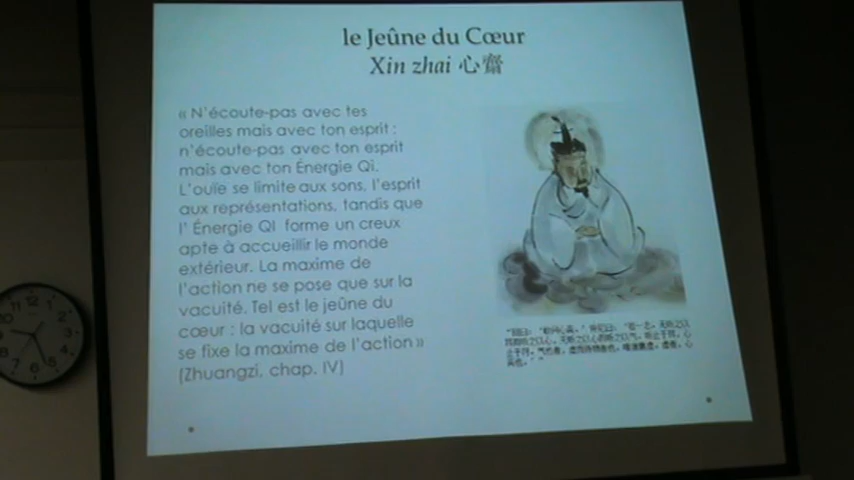 le Jeûne du Cœur
Xin zhai 心齋
« N'écoute-pas avec tes
oreilles mais avec ton esprit ;
n'écoute-pas avec ton esprit
mais avec ton Énergie Qi.
L'ouïe se limite aux sons, l'esprit
aux représentations, tandis que
l' Énergie QI forme un creux
apte à accueillir le monde
extérieur. La maxime de
l'action ne se pose que sur la
vacuité. Tel est le jeûne du
cœur : la vacuité sur laquelle
se fixe la maxime de l'action »
(Zhuangzi, chap. IV)